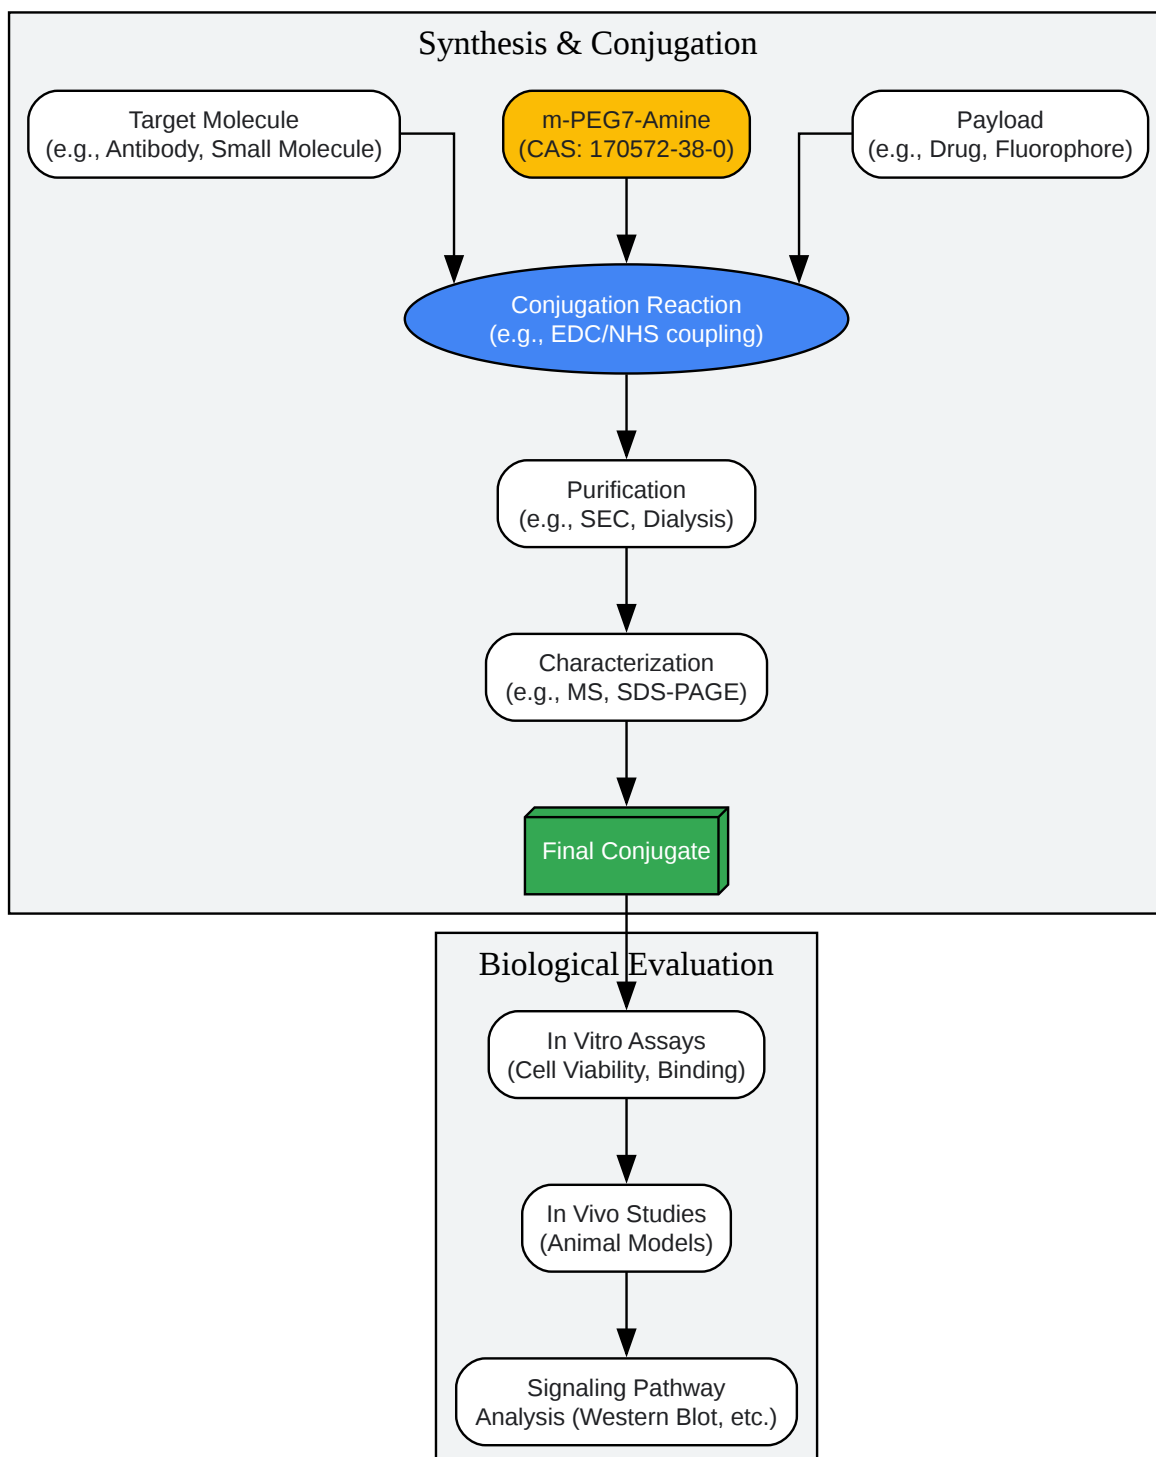 Synthesis & Conjugation
Target Molecule
(e.g., Antibody, Small Molecule)
m-PEG7-Amine
(CAS: 170572-38-0)
Payload
(e.g., Drug, Fluorophore)
Conjugation Reaction
(e.g., EDC/NHS coupling)
Purification
(e.g., SEC, Dialysis)
Characterization
(e.g., MS, SDS-PAGE)
Final Conjugate
Biological Evaluation
In Vitro Assays
(Cell Viability, Binding)
In Vivo Studies
(Animal Models)
Signaling Pathway
Analysis (Western Blot, etc.)